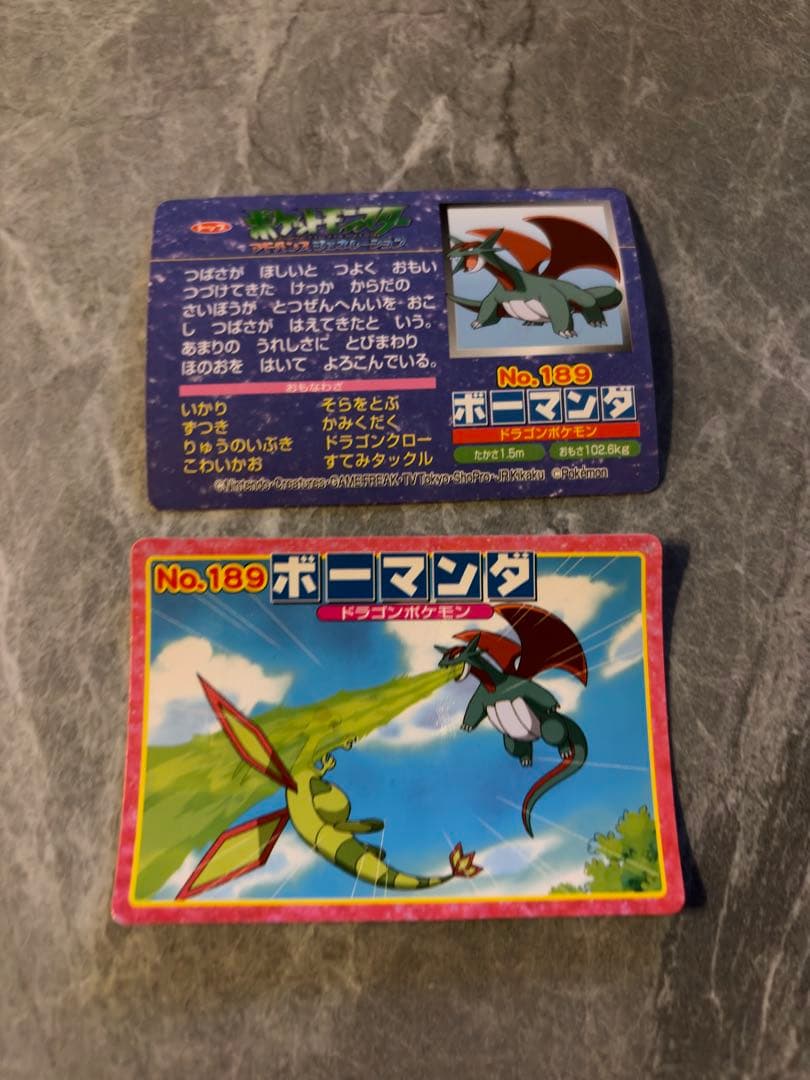 トップ
ポケットモンスター
アドバンスジェネレーション
つばさが ほしいと つよく おもい
つづけてきた けっか からだの
さいぼうが とつぜんへんいを おこ
し つばさが はえてきたと いう。
あまりの うれしさに とびまわり
ほのおを はいて よろこんでいる。
おもなわざ
いかり そらをとぶ
ずつき かみくだく
りゅうのいぶき ドラゴンクロー
こわいかお すてみタックル
No.189
ボーマンダ
ドラゴンポケモン
たかさ1.5m おもさ102.6kg
©Nintendo・Creatures・GAMEFREAK・TVTokyo・ShoPro・JRKikaku ©Pokémon
No.189 ボーマンダ
ドラゴンポケモン